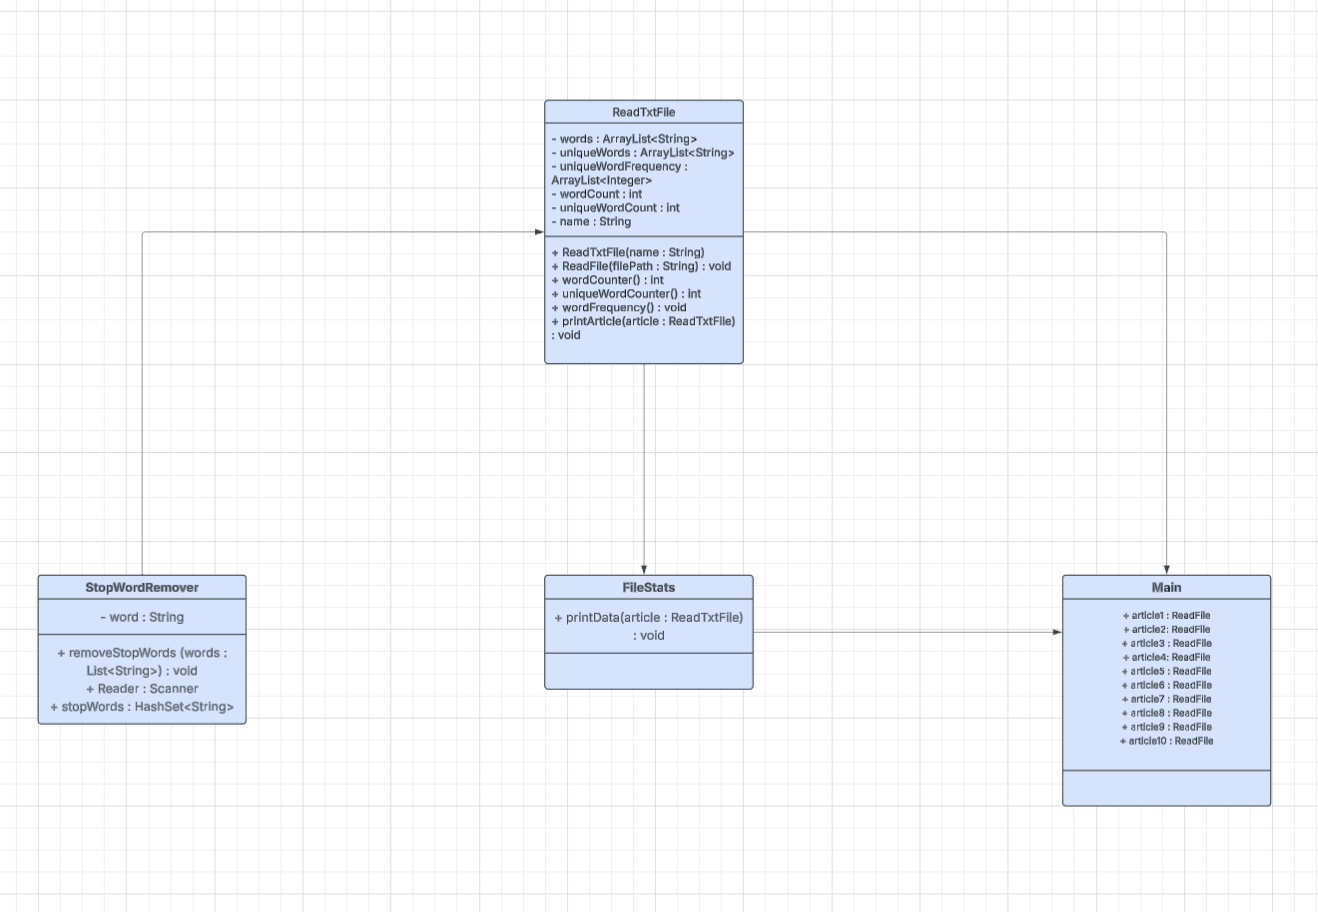 ReadTxtFile
- words : ArrayList<String>
- uniqueWords : ArrayList<String>
- uniqueWordFrequency :
ArrayList<Integer>
- wordCount : int
- uniqueWordCount : int
- name : String
+ ReadTxtFile(name : String)
+ ReadFile(filePath : String) : void
+ wordCounter() : int
+ uniqueWordCounter() : int
+ wordFrequency() : void
+ printArticle(article : ReadTxtFile)
: void
StopWordRemover
- word : String
+ removeStopWords (words :
List<String>) : void
+ Reader : Scanner
+ stopWords : HashSet<String>
FileStats
+ printData(article : ReadTxtFile)
: void
Main
+ article1 : ReadFile
+ article2: ReadFile
+ article3 : ReadFile
+ article4: ReadFile
+ article5 : ReadFile
+ article6 : ReadFile
+ article7 : ReadFile
+ article8 : ReadFile
+ article9 : ReadFile
+ article10 : ReadFile